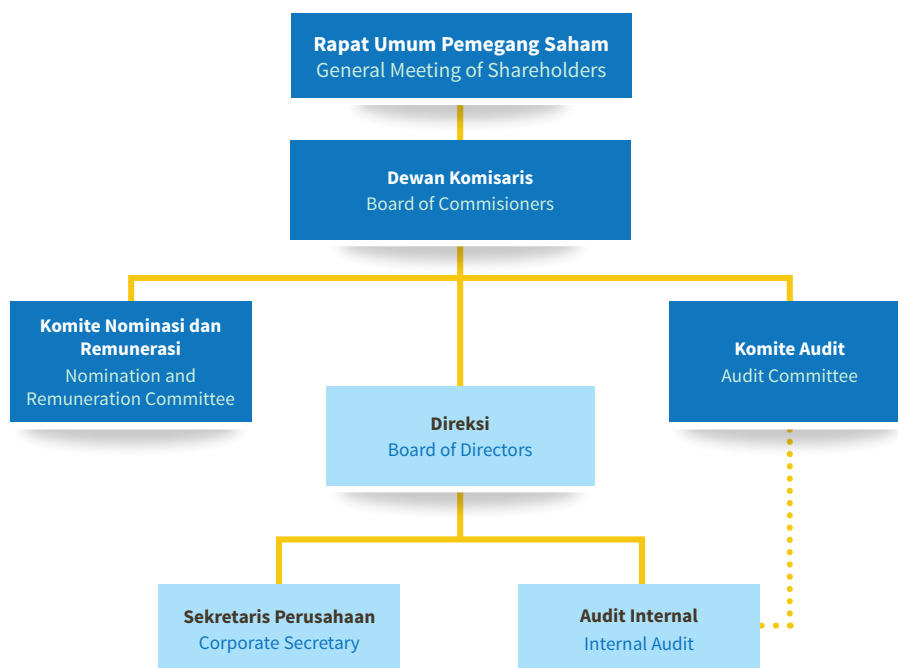 Rapat Umum Pemegang Saham
General Meeting of Shareholders
Dewan Komisaris
Board of Commisioners
Komite Nominasi dan
Remunerasi
Nomination and
Remuneration Committee
Komite Audit
Audit Committee
Direksi
Board of Directors
Sekretaris Perusahaan
Corporate Secretary
Audit Internal
Internal Audit